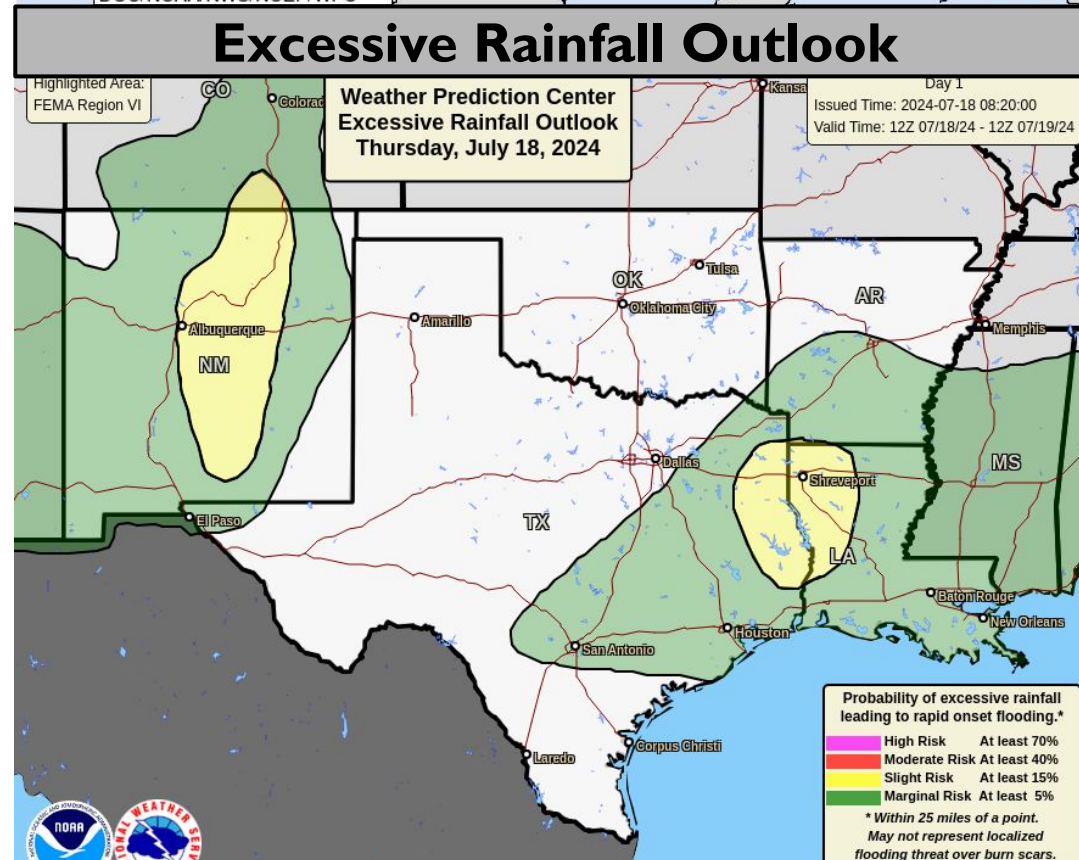 Excessive Rainfall Outlook
Highlighted Area:
FEMA Region VI
Weather Prediction Center
Excessive Rainfall Outlook
Thursday, July 18, 2024
Day 1
Issued Time: 2024-07-18 08:20:00
Valid Time: 12Z 07/18/24 - 12Z 07/19/24
CO
Colorad
Kansa
OK
Tulsa
Oklahoma City
AR
Amarillo
Albuquerque
Memphis
NM
Dallas
Shreveport
MS
El Paso
TX
LA
Baton Rouge
New Orleans
Houston
San Antonio
Corpus Christi
Laredo
Probability of excessive rainfall
leading to rapid onset flooding.*
High Risk At least 70%
Moderate Risk At least 40%
Slight Risk At least 15%
Marginal Risk At least 5%
* Within 25 miles of a point.
May not represent localized
flooding threat over burn scars.
NOAA
WEATHER